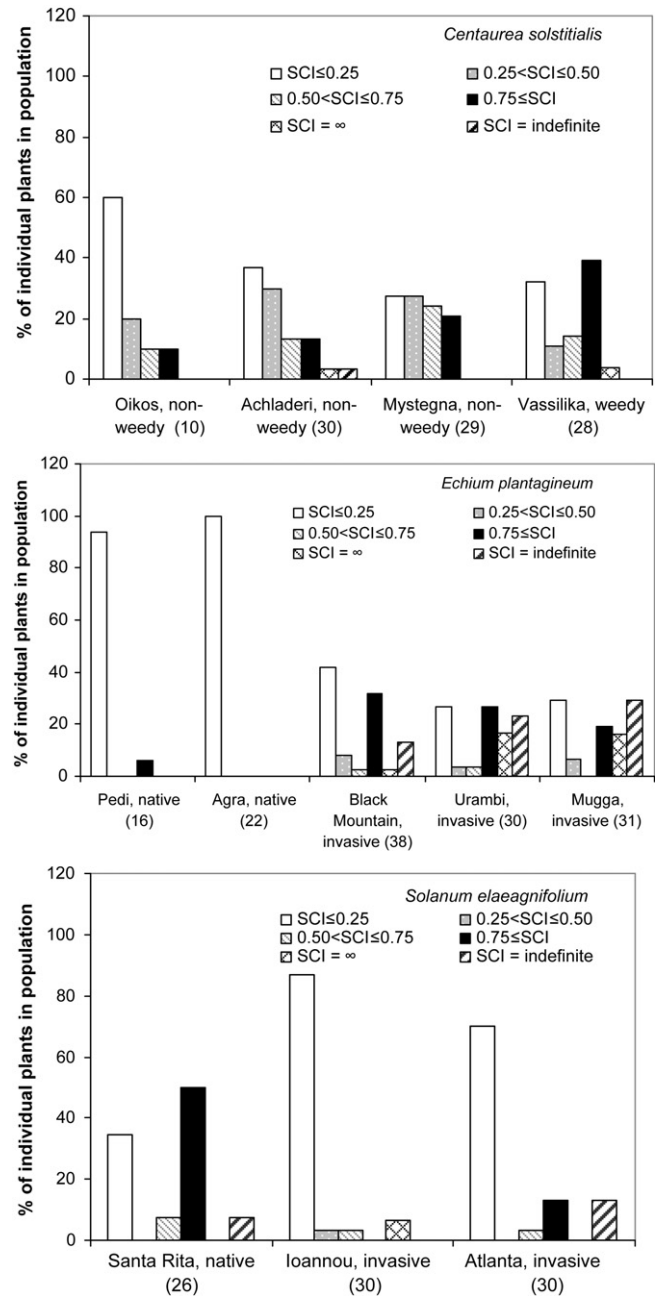 120
Centaurea solstitialis
SCI≤0.25 0.25<SCI≤0.50
100
0.50<SCI≤0.75 0.75≤SCI
SCI = ∞ SCI = indefinite
80
60
40
20
0
% of individual plants in population
Oikos, non- Achladeri, non- Mystegna, non- Vassilika, weedy
weedy (10) weedy (30) weedy (29) (28)
120
Echium plantagineum
SCI≤0.25 0.25<SCI≤0.50
100
0.50<SCI≤0.75 0.75≤SCI
SCI = ∞ SCI = indefinite
80
60
40
20
0
% of individual plants in population
Pedi, native Agra, native Black Urambi, Mugga,
(16) (22) Mountain, invasive (30) invasive (31)
invasive (38)
120
Solanum elaeagnifolium
SCI≤0.25 0.25<SCI≤0.50
100
0.50<SCI≤0.75 0.75≤SCI
SCI = ∞ SCI = indefinite
80
60
40
20
0
% of individual plants in population
Santa Rita, native Ioannou, invasive Atlanta, invasive
(26) (30) (30)